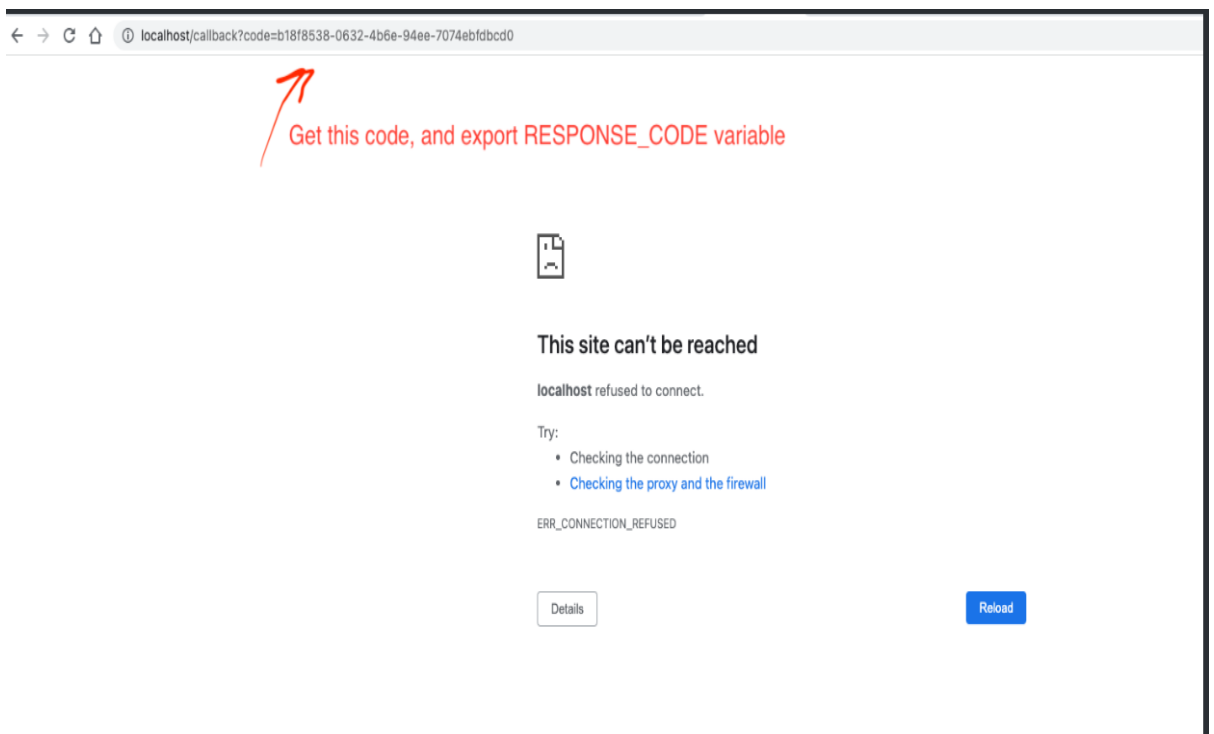 localhost/callback?code=b18f8538-0632-4b6e-94ee-7074ebfdbcd0
Get this code, and export RESPONSE_CODE variable
This site can't be reached
localhost refused to connect.
Try:
• Checking the connection
• Checking the proxy and the firewall
ERR_CONNECTION_REFUSED
Details
Reload